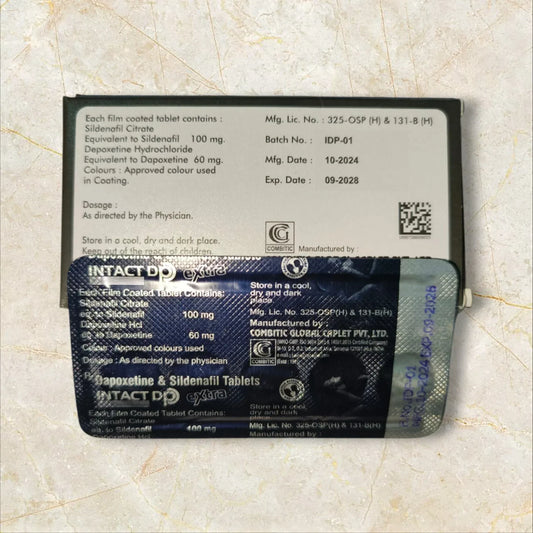 Each film coated tablet contains :
Sildenafil Citrate
Equivalent to Sildenafil 100 mg.
Depoxetine Hydrochloride
Equivalent to Dapoxetine 60 mg.
Colours : Approved colour used
in Coating.
Dosage :
As directed by the Physician.
Store in a cool, dry and dark place.
Keep out of the reach of children.
Mfg. Lic. No. : 325-OSP (H) & 131-B (H)
Batch No. : IDP-01
Mfg. Date : 10-2024
Exp. Date : 09-2028
COMBITIC
Manufactured by :
INTACT DP extra
Each Film Coated Tablet Contains:
Sildenafil Citrate
eq. to Sildenafil 100 mg
Dapoxetine Hcl
eq. to Dapoxetine 60 mg
Colour : Approved colours used
Dosage : As directed by the physician
Store in a cool,
dry and dark
place.
Mfg. Lic. No. 325-OSP(H) & 131-B(H)
Manufactured by :
COMBITIC GLOBAL CAPLET PVT. LTD.
Rx Dapoxetine & Sildenafil Tablets
INTACT DP extra
Each Film Coated Tablet Contains:
Sildenafil Citrate
eq. to Sildenafil 100 mg
Dapoxetine Hcl
Store in a cool,
dry and dark
place.
Mfg. Lic. No. 325-OSP(H) & 131-B(H)
Manufactured by :